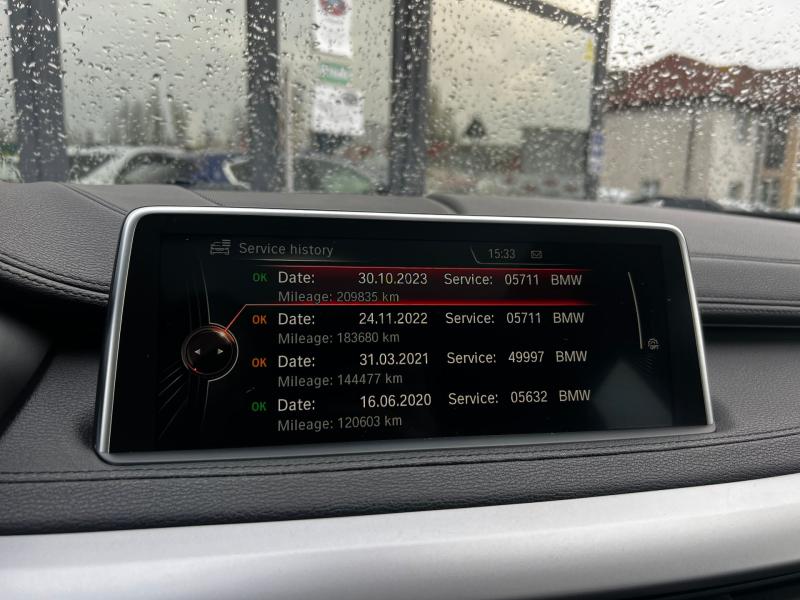 Service history 15:33
OK Date: 30.10.2023 Service: 05711 BMW
Mileage: 209835 km
OK Date: 24.11.2022 Service: 05711 BMW
Mileage: 183680 km
OK Date: 31.03.2021 Service: 49997 BMW
Mileage: 144477 km
OK Date: 16.06.2020 Service: 05632 BMW
Mileage: 120603 km